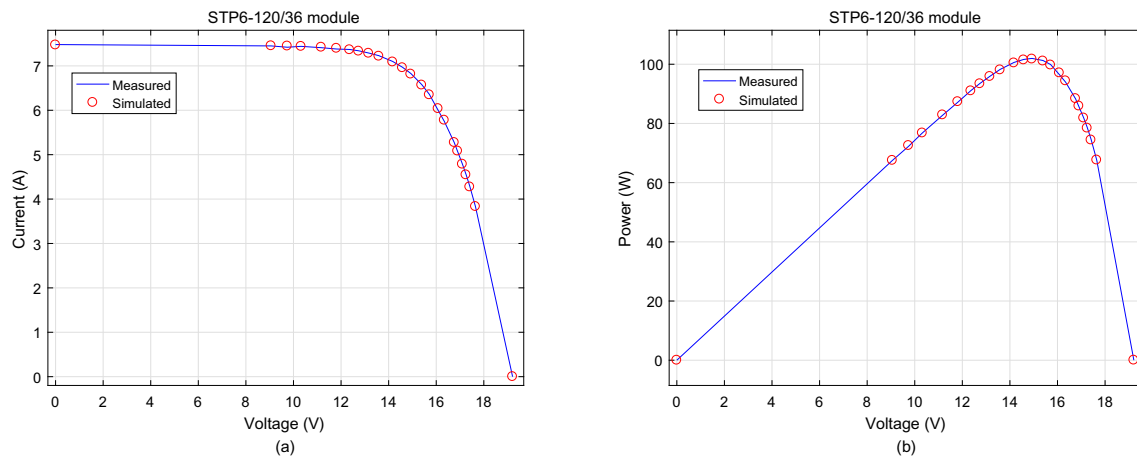 STP6-120/36 module
Current (A)
7
6
5
4
3
2
1
0
Measured
Simulated
0 2 4 6 8 10 12 14 16 18
Voltage (V)
(a)
STP6-120/36 module
Power (W)
100
80
60
40
20
0
Measured
Simulated
0 2 4 6 8 10 12 14 16 18
Voltage (V)
(b)